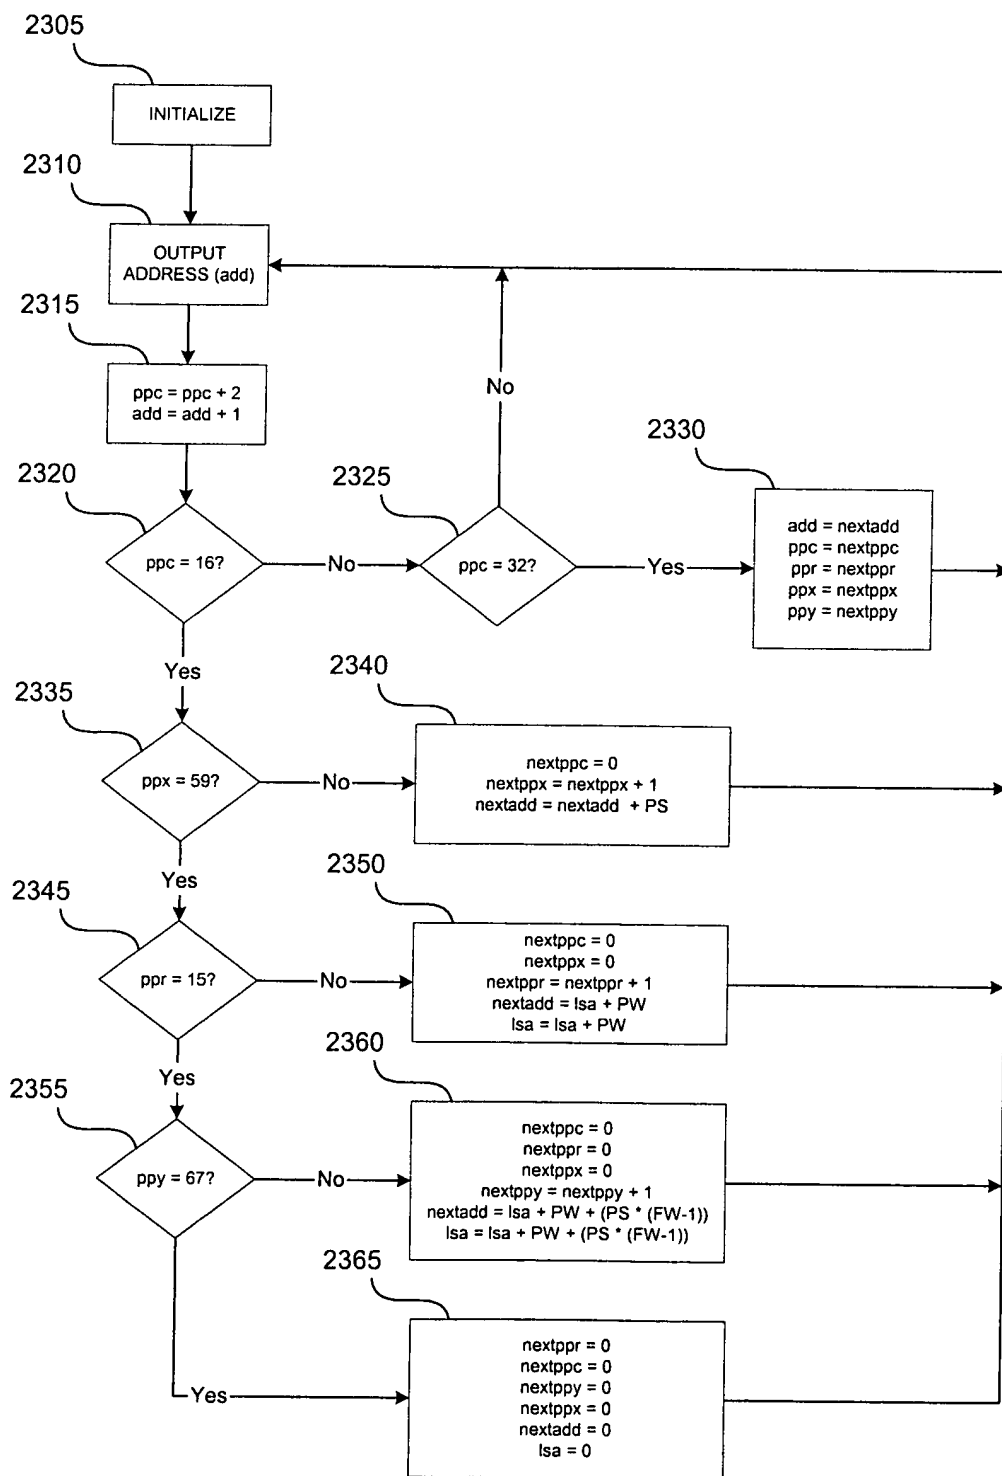 2305
INITIALIZE
2310
OUTPUT
ADDRESS (add)
2315
ppc = ppc + 2
add = add + 1
No
2320
ppc = 16?
No
2325
ppc = 32?
Yes
2330
add = nextadd
ppc = nextppc
ppr = nextppr
ppx = nextppx
ppy = nextppy
Yes
2335
ppx = 59?
No
2340
nextppc = 0
nextppx = nextppx + 1
nextadd = nextadd + PS
Yes
2345
ppr = 15?
No
2350
nextppc = 0
nextppx = 0
nextppr = nextppr + 1
nextadd = lsa + PW
lsa = lsa + PW
Yes
2355
ppy = 67?
No
2360
nextppc = 0
nextppr = 0
nextppx = 0
nextppy = nextppy + 1
nextadd = lsa + PW + (PS * (FW-1))
lsa = lsa + PW + (PS * (FW-1))
Yes
2365
nextppr = 0
nextppc = 0
nextppy = 0
nextppx = 0
nextadd = 0
lsa = 0